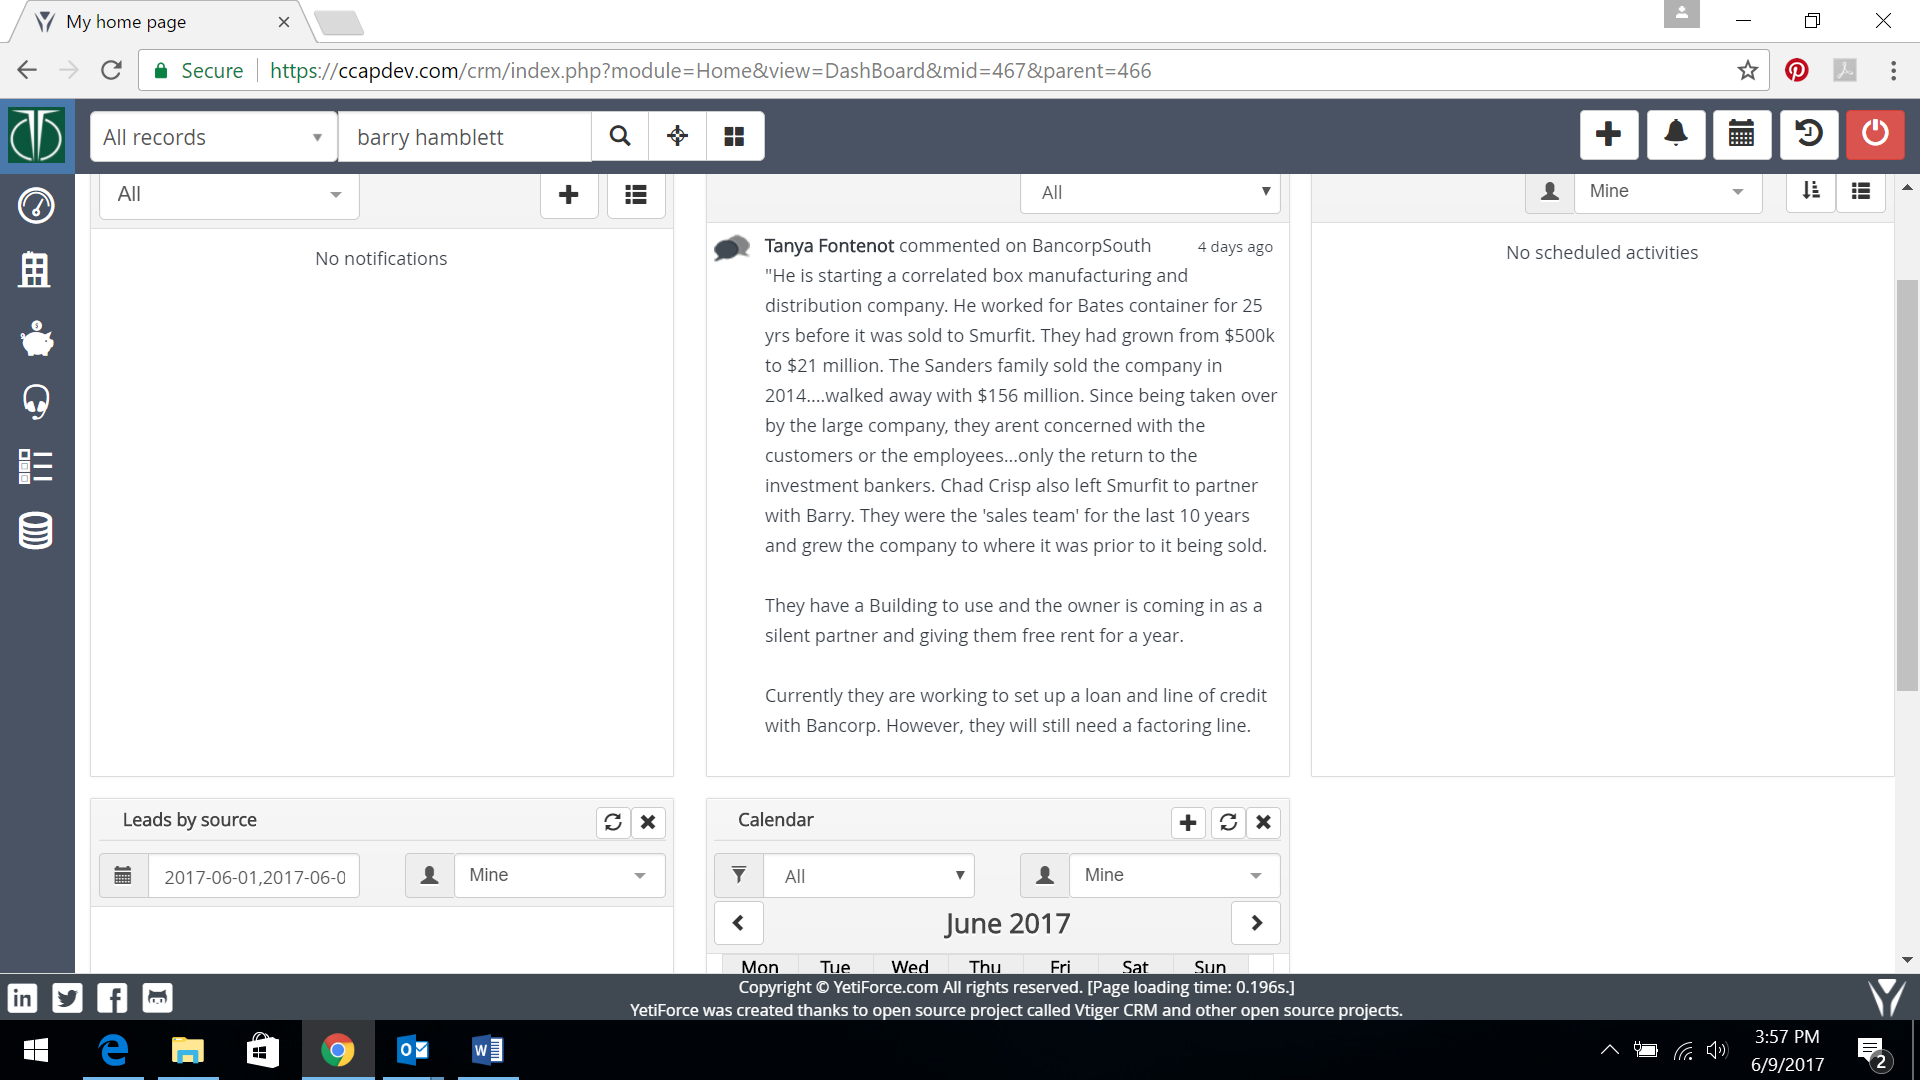 My home page
Secure
https://ccapdev.com/crm/index.php?module=Home&view=DashBoard&mid=467&parent=466
All records
barry hamblett
All
All
Mine
No notifications
Tanya Fontenot commented on BancorpSouth 4 days ago
"He is starting a correlated box manufacturing and
distribution company. He worked for Bates container for 25
yrs before it was sold to Smurfit. They had grown from $500k
to $21 million. The Sanders family sold the company in
2014....walked away with $156 million. Since being taken over
by the large company, they arent concerned with the
customers or the employees...only the return to the
investment bankers. Chad Crisp also left Smurfit to partner
with Barry. They were the 'sales team' for the last 10 years
and grew the company to where it was prior to it being sold.
They have a Building to use and the owner is coming in as a
silent partner and giving them free rent for a year.
Currently they are working to set up a loan and line of credit
with Bancorp. However, they will still need a factoring line.
No scheduled activities
Leads by source
2017-06-01,2017-06-0
Mine
Calendar
All
Mine
June 2017
Mon Tue Wed Thu Fri Sat Sun
Copyright © YetiForce.com All rights reserved. [Page loading time: 0.196s.]
YetiForce was created thanks to open source project called Vtiger CRM and other open source projects.
3:57 PM
6/9/2017
2